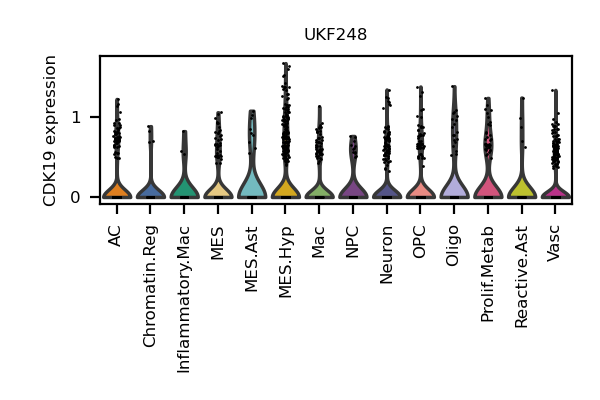 UKF248
CDK19 expression
1
0
AC
Chromatin.Reg
Inflammatory.Mac
MES
MES.Ast
MES.Hyp
Mac
NPC
Neuron
OPC
Oligo
Prolif.Metab
Reactive.Ast
Vasc